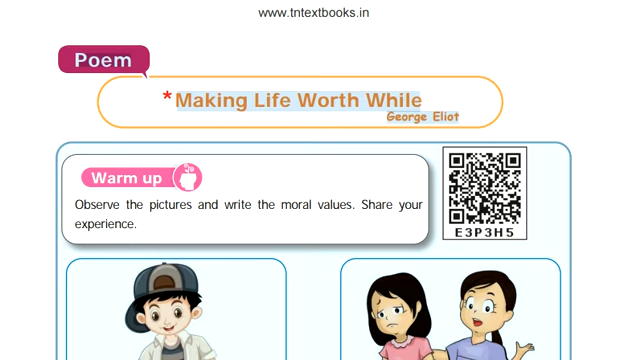 www.tntextbooks.in
Poem
*Making Life Worth While
George Eliot
Warm up
Observe the pictures and write the moral values. Share your
experience.
E3P3H5